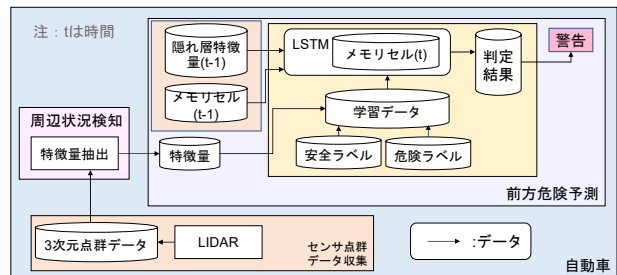 注：tは時間
隠れ層特徴
量(t-1)
LSTM
メモリセル(t)
判定
結果
警告
メモリセル
(t-1)
学習データ
周辺状況検知
特徴量抽出
特徴量
安全ラベル
危険ラベル
前方危険予測
3次元点群データ
LIDAR
センサ点群
データ収集
:データ
自動車